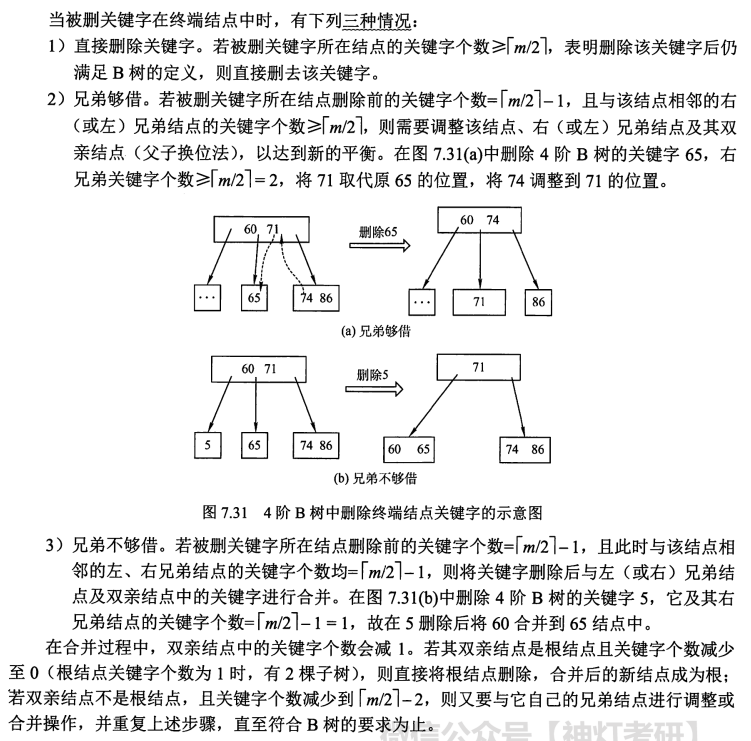 当被删关键字在终端结点中时，有下列三种情况：
1）直接删除关键字。若被删关键字所在结点的关键字个数≥⌈m/2⌉，表明删除该关键字后仍
满足 B 树的定义，则直接删去该关键字。
2）兄弟够借。若被删关键字所在结点删除前的关键字个数=⌈m/2⌉−1，且与该结点相邻的右
（或左）兄弟结点的关键字个数≥⌈m/2⌉，则需要调整该结点、右（或左）兄弟结点及其双
亲结点（父子换位法），以达到新的平衡。在图 7.31(a)中删除 4 阶 B 树的关键字 65，右
兄弟关键字个数≥⌈m/2⌉=2，将 71 取代原 65 的位置，将 74 调整到 71 的位置。
60 71
删除65
60 74
…
65
74 86
…
71
86
(a) 兄弟够借
60 71
删除5
71
5
65
74 86
60 65
74 86
(b) 兄弟不够借
图 7.31 4 阶 B 树中删除终端结点关键字的示意图
3）兄弟不够借。若被删关键字所在结点删除前的关键字个数=⌈m/2⌉−1，且此时与该结点相
邻的左、右兄弟结点的关键字个数均=⌈m/2⌉−1，则将关键字删除后与左（或右）兄弟结
点及双亲结点中的关键字进行合并。在图 7.31(b)中删除 4 阶 B 树的关键字 5，它及其右
兄弟结点的关键字个数=⌈m/2⌉−1=1，故在 5 删除后将 60 合并到 65 结点中。
在合并过程中，双亲结点中的关键字个数会减 1。若其双亲结点是根结点且关键字个数减少
至 0（根结点关键字个数为 1 时，有 2 棵子树），则直接将根结点删除，合并后的新结点成为根；
若双亲结点不是根结点，且关键字个数减少到⌈m/2⌉−2，则又要与它自己的兄弟结点进行调整或
合并操作，并重复上述步骤，直至符合 B 树的要求为止。
微信公众号【神灯考研】